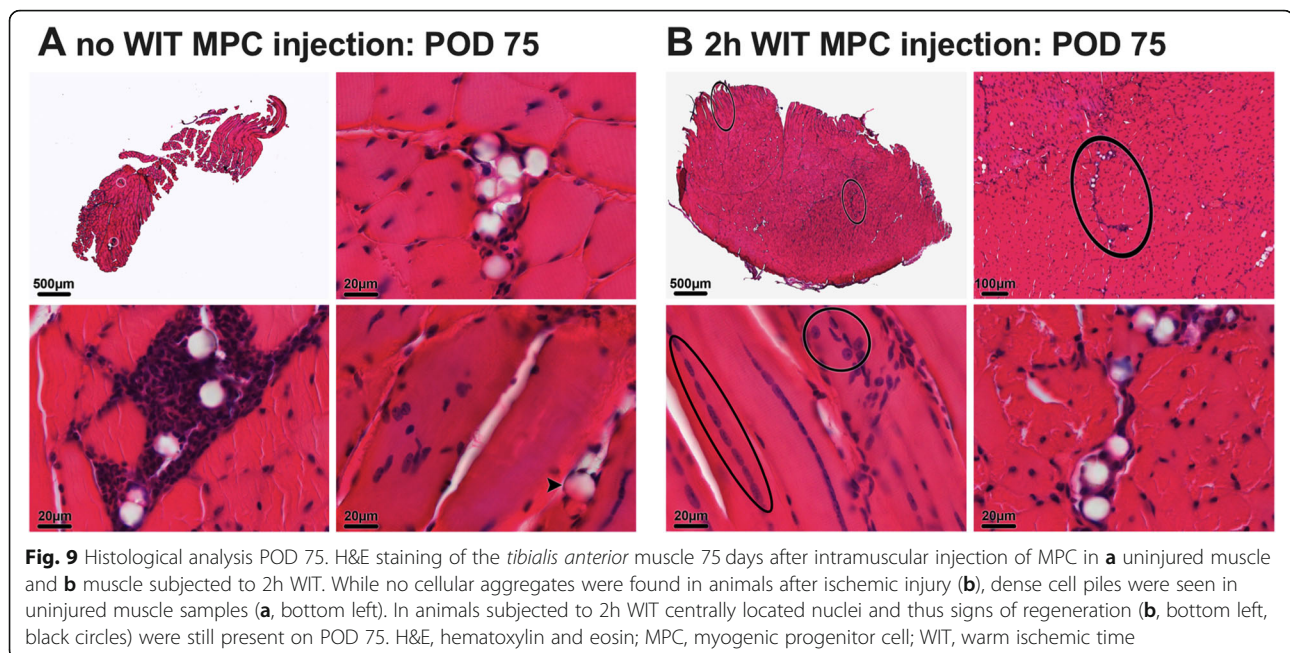 A no WIT MPC injection: POD 75
B 2h WIT MPC injection: POD 75
500µm
20µm
500µm
100µm
20µm
20µm
20µm
20µm
Fig. 9 Histological analysis POD 75. H&E staining of the tibialis anterior muscle 75 days after intramuscular injection of MPC in a uninjured muscle
and b muscle subjected to 2h WIT. While no cellular aggregates were found in animals after ischemic injury (b), dense cell piles were seen in
uninjured muscle samples (a, bottom left). In animals subjected to 2h WIT centrally located nuclei and thus signs of regeneration (b, bottom left,
black circles) were still present on POD 75. H&E, hematoxylin and eosin; MPC, myogenic progenitor cell; WIT, warm ischemic time